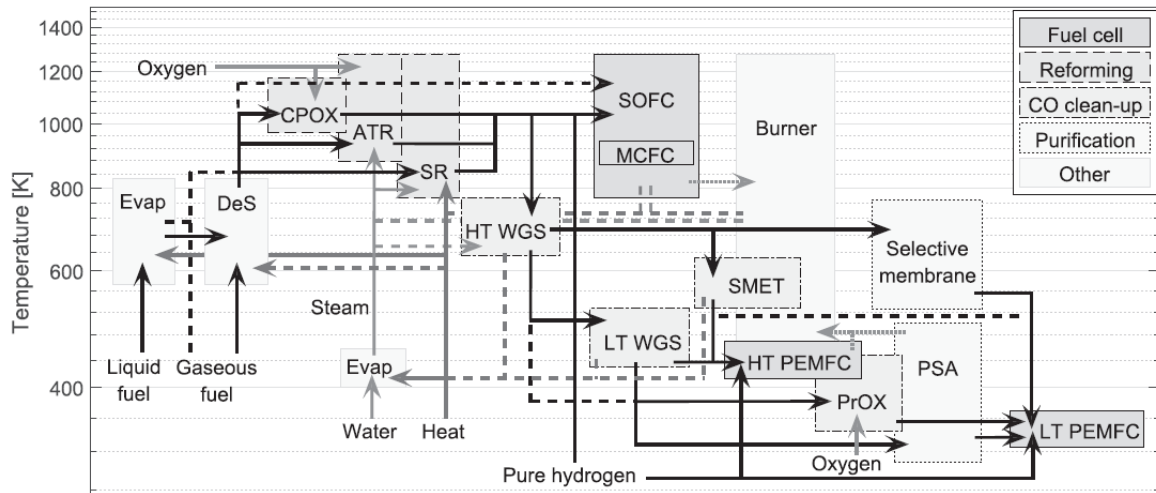 1400
1200
1000
800
600
400
Temperature [K]
Oxygen
CPOX
ATR
SR
Evap
DeS
SOFC
MCFC
Burner
Fuel cell
Reforming
CO clean-up
Purification
Other
HT WGS
Selective
membrane
SMET
Steam
LT WGS
Liquid
fuel
Gaseous
fuel
Evap
HT PEMFC
PSA
PrOX
Water
Heat
LT PEMFC
Oxygen
Pure hydrogen